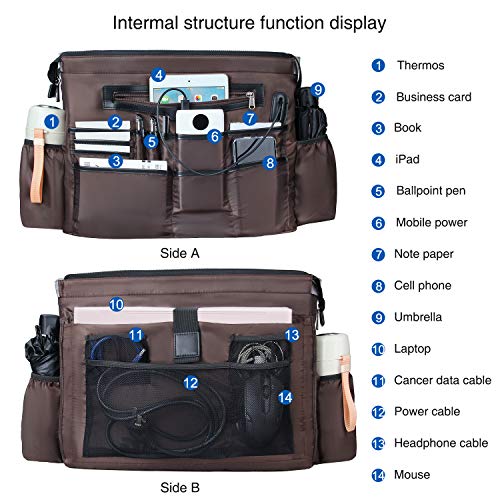 Internal structure function display
4
1
2
5
3
6
7
8
9
Side A
10
11
12
13
14
Side B
1 Thermos
2 Business card
3 Book
4 iPad
5 Ballpoint pen
6 Mobile power
7 Note paper
8 Cell phone
9 Umbrella
10 Laptop
11 Cancer data cable
12 Power cable
13 Headphone cable
14 Mouse